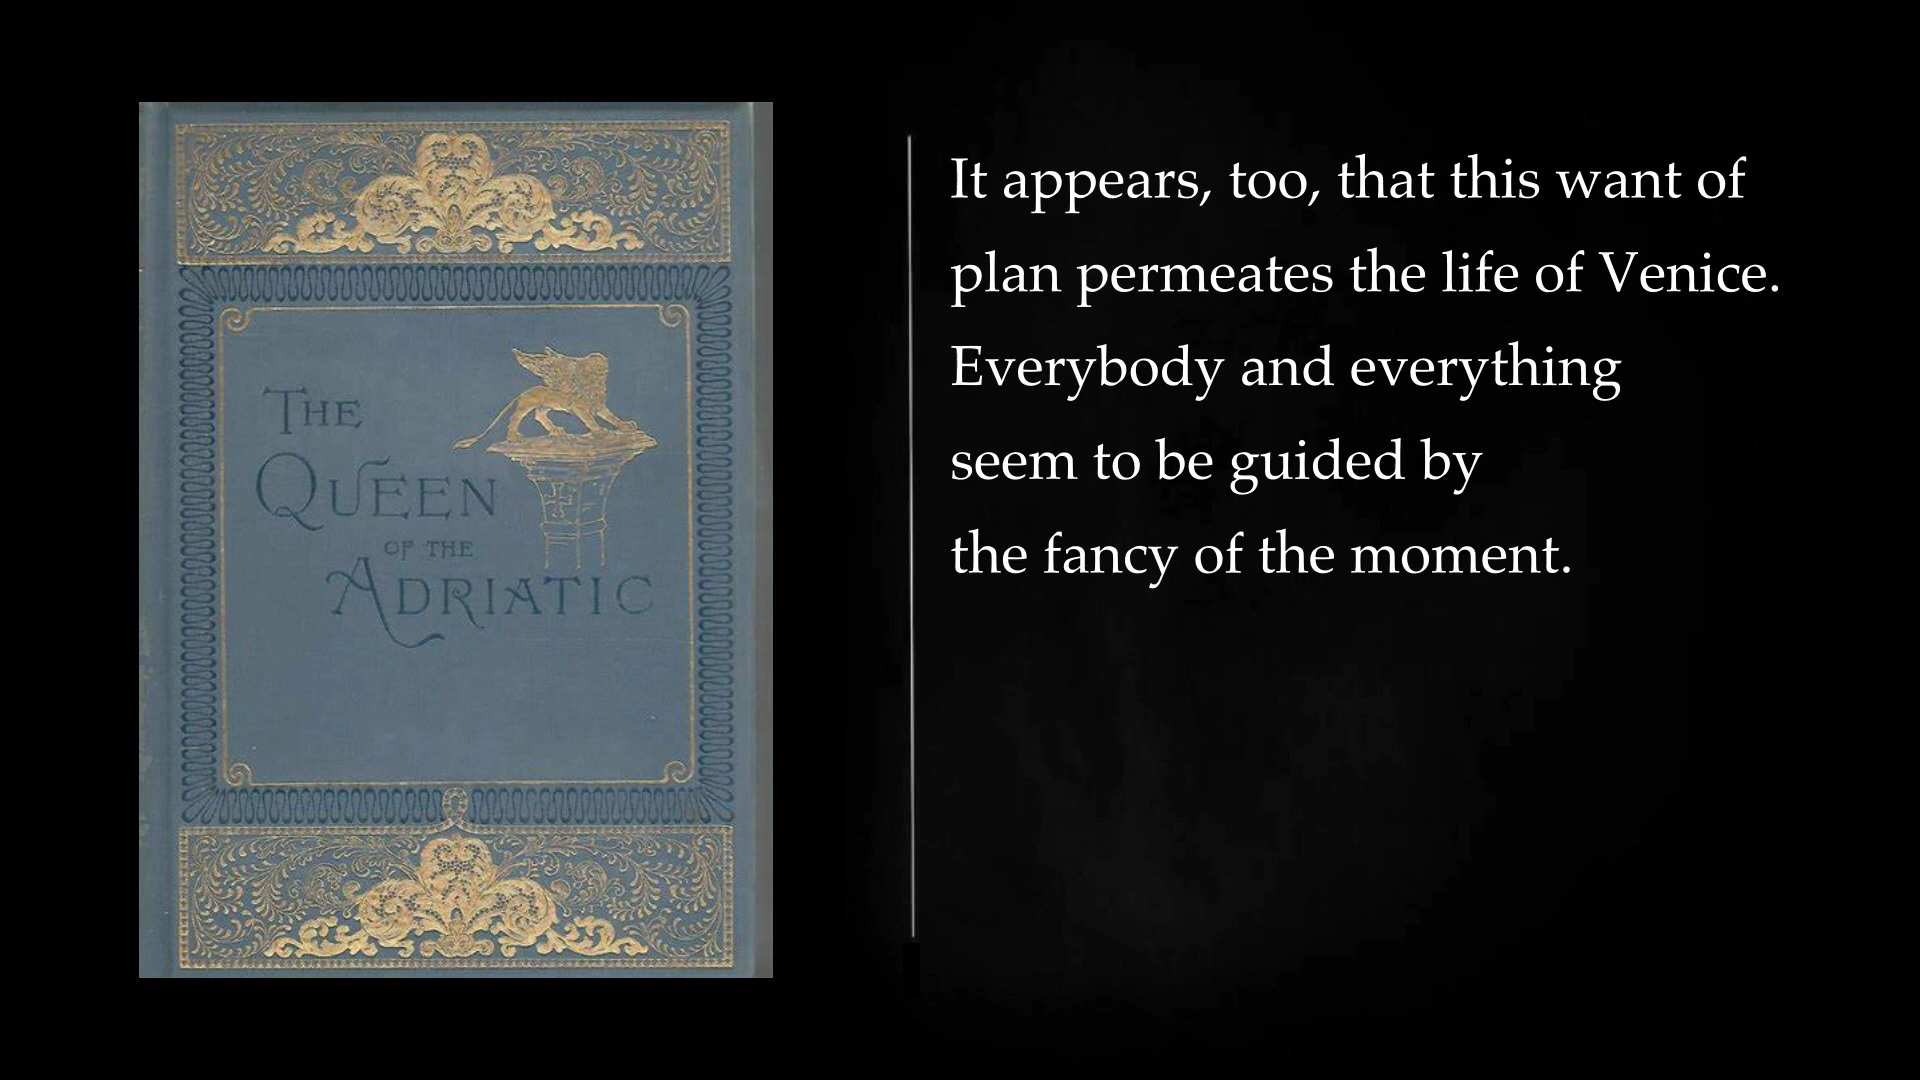 THE
QUEEN
OF THE
ADRIATIC
It appears, too, that this want of
plan permeates the life of Venice.
Everybody and everything
seem to be guided by
the fancy of the moment.